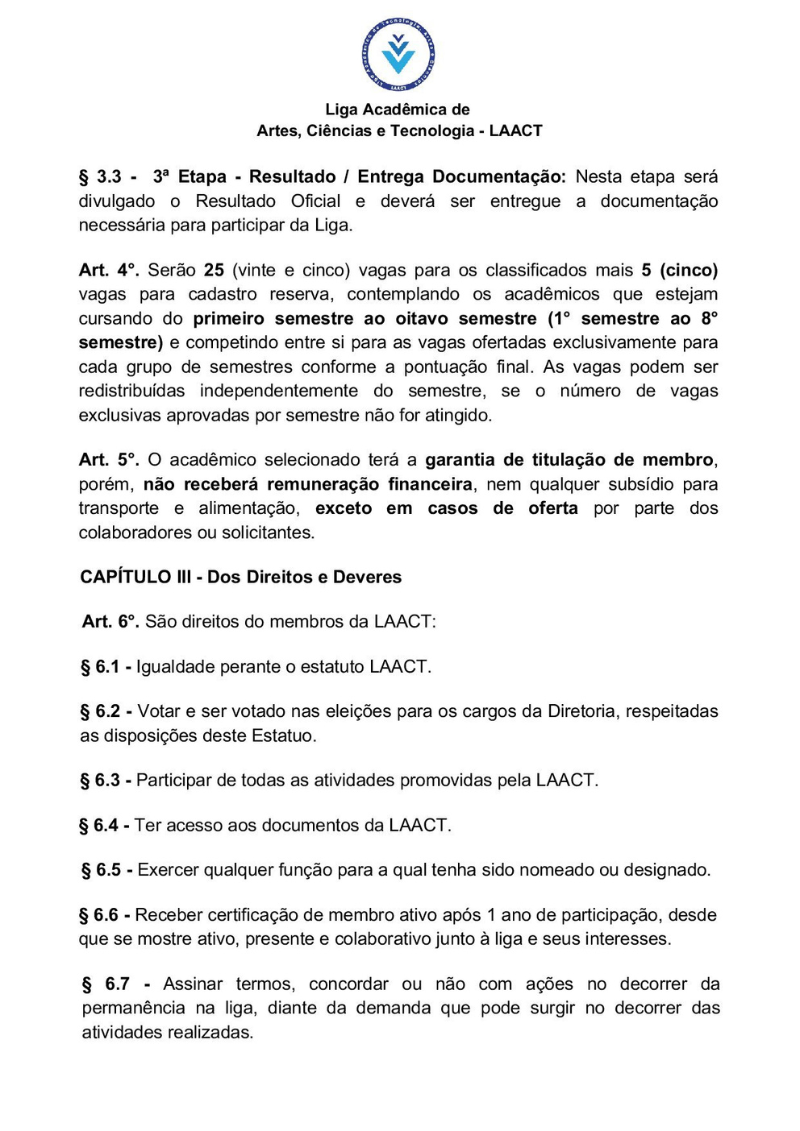 LAACT
Liga Acadêmica de
Artes, Ciências e Tecnologia - LAACT
§ 3.3 - 3ª Etapa - Resultado / Entrega Documentação: Nesta etapa será
divulgado o Resultado Oficial e deverá ser entregue a documentação
necessária para participar da Liga.
Art. 4°. Serão 25 (vinte e cinco) vagas para os classificados mais 5 (cinco)
vagas para cadastro reserva, contemplando os acadêmicos que estejam
cursando do primeiro semestre ao oitavo semestre (1° semestre ao 8°
semestre) e competindo entre si para as vagas ofertadas exclusivamente para
cada grupo de semestres conforme a pontuação final. As vagas podem ser
redistribuídas independentemente do semestre, se o número de vagas
exclusivas aprovadas por semestre não for atingido.
Art. 5°. O acadêmico selecionado terá a garantia de titulação de membro,
porém, não receberá remuneração financeira, nem qualquer subsídio para
transporte e alimentação, exceto em casos de oferta por parte dos
colaboradores ou solicitantes.
CAPÍTULO III - Dos Direitos e Deveres
Art. 6°. São direitos do membros da LAACT:
§ 6.1 - Igualdade perante o estatuto LAACT.
§ 6.2 - Votar e ser votado nas eleições para os cargos da Diretoria, respeitadas
as disposições deste Estatuo.
§ 6.3 - Participar de todas as atividades promovidas pela LAACT.
§ 6.4 - Ter acesso aos documentos da LAACT.
§ 6.5 - Exercer qualquer função para a qual tenha sido nomeado ou designado.
§ 6.6 - Receber certificação de membro ativo após 1 ano de participação, desde
que se mostre ativo, presente e colaborativo junto à liga e seus interesses.
§ 6.7 - Assinar termos, concordar ou não com ações no decorrer da
permanência na liga, diante da demanda que pode surgir no decorrer das
atividades realizadas.